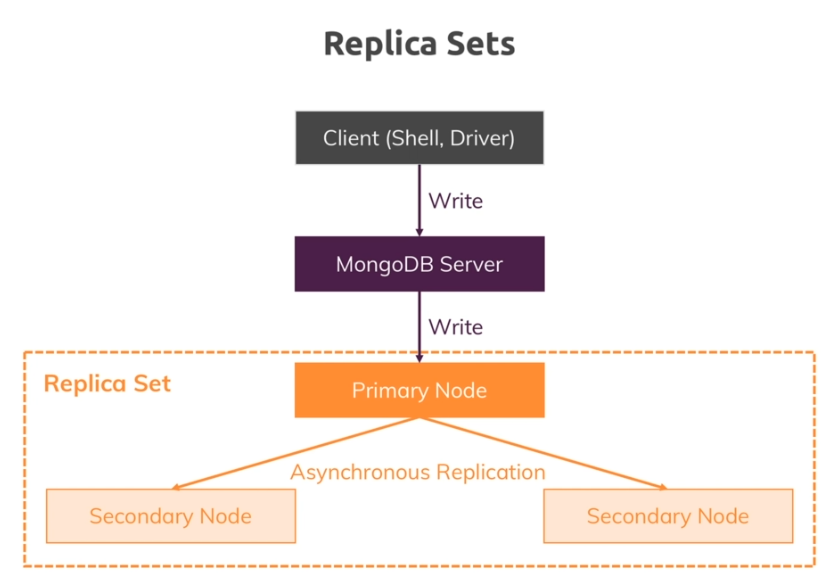 Replica Sets
Client (Shell, Driver)
Write
MongoDB Server
Write
Replica Set
Primary Node
Asynchronous Replication
Secondary Node
Secondary Node